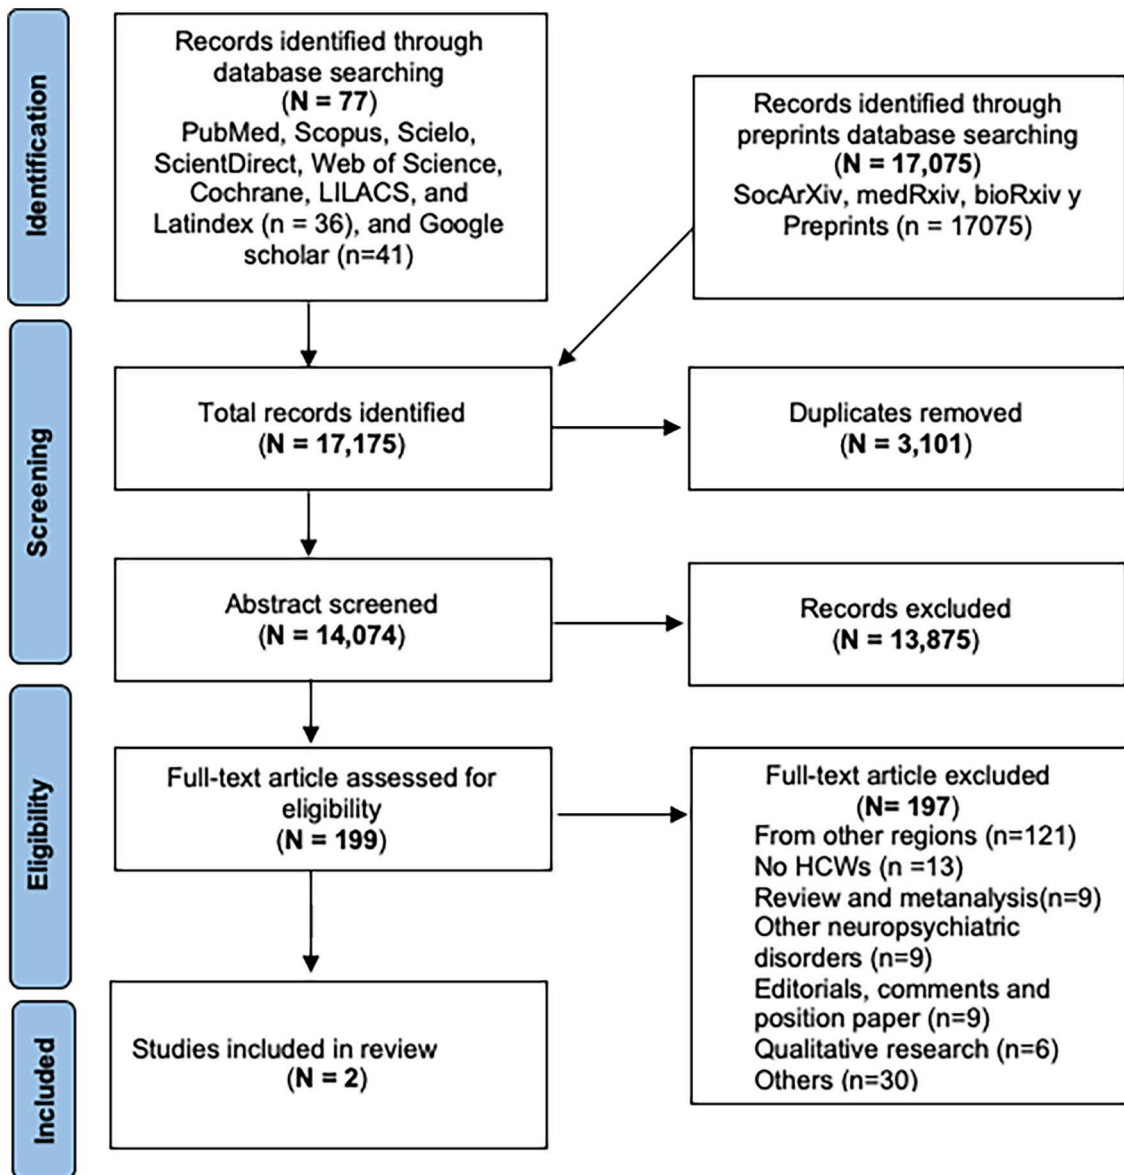 Identification
Records identified through
database searching
(N = 77)
PubMed, Scopus, Scielo,
ScientDirect, Web of Science,
Cochrane, LILACS, and
Latindex (n = 36), and Google
scholar (n=41)
Records identified through
preprints database searching
(N = 17,075)
SocArXiv, medRxiv, bioRxiv y
Preprints (n = 17075)
Screening
Total records identified
(N = 17,175)
Duplicates removed
(N = 3,101)
Abstract screened
(N = 14,074)
Records excluded
(N = 13,875)
Eligibility
Full-text article assessed for
eligibility
(N = 199)
Full-text article excluded
(N= 197)
From other regions (n=121)
No HCWs (n =13)
Review and metanalysis(n=9)
Other neuropsychiatric
disorders (n=9)
Editorials, comments and
position paper (n=9)
Qualitative research (n=6)
Others (n=30)
Included
Studies included in review
(N = 2)